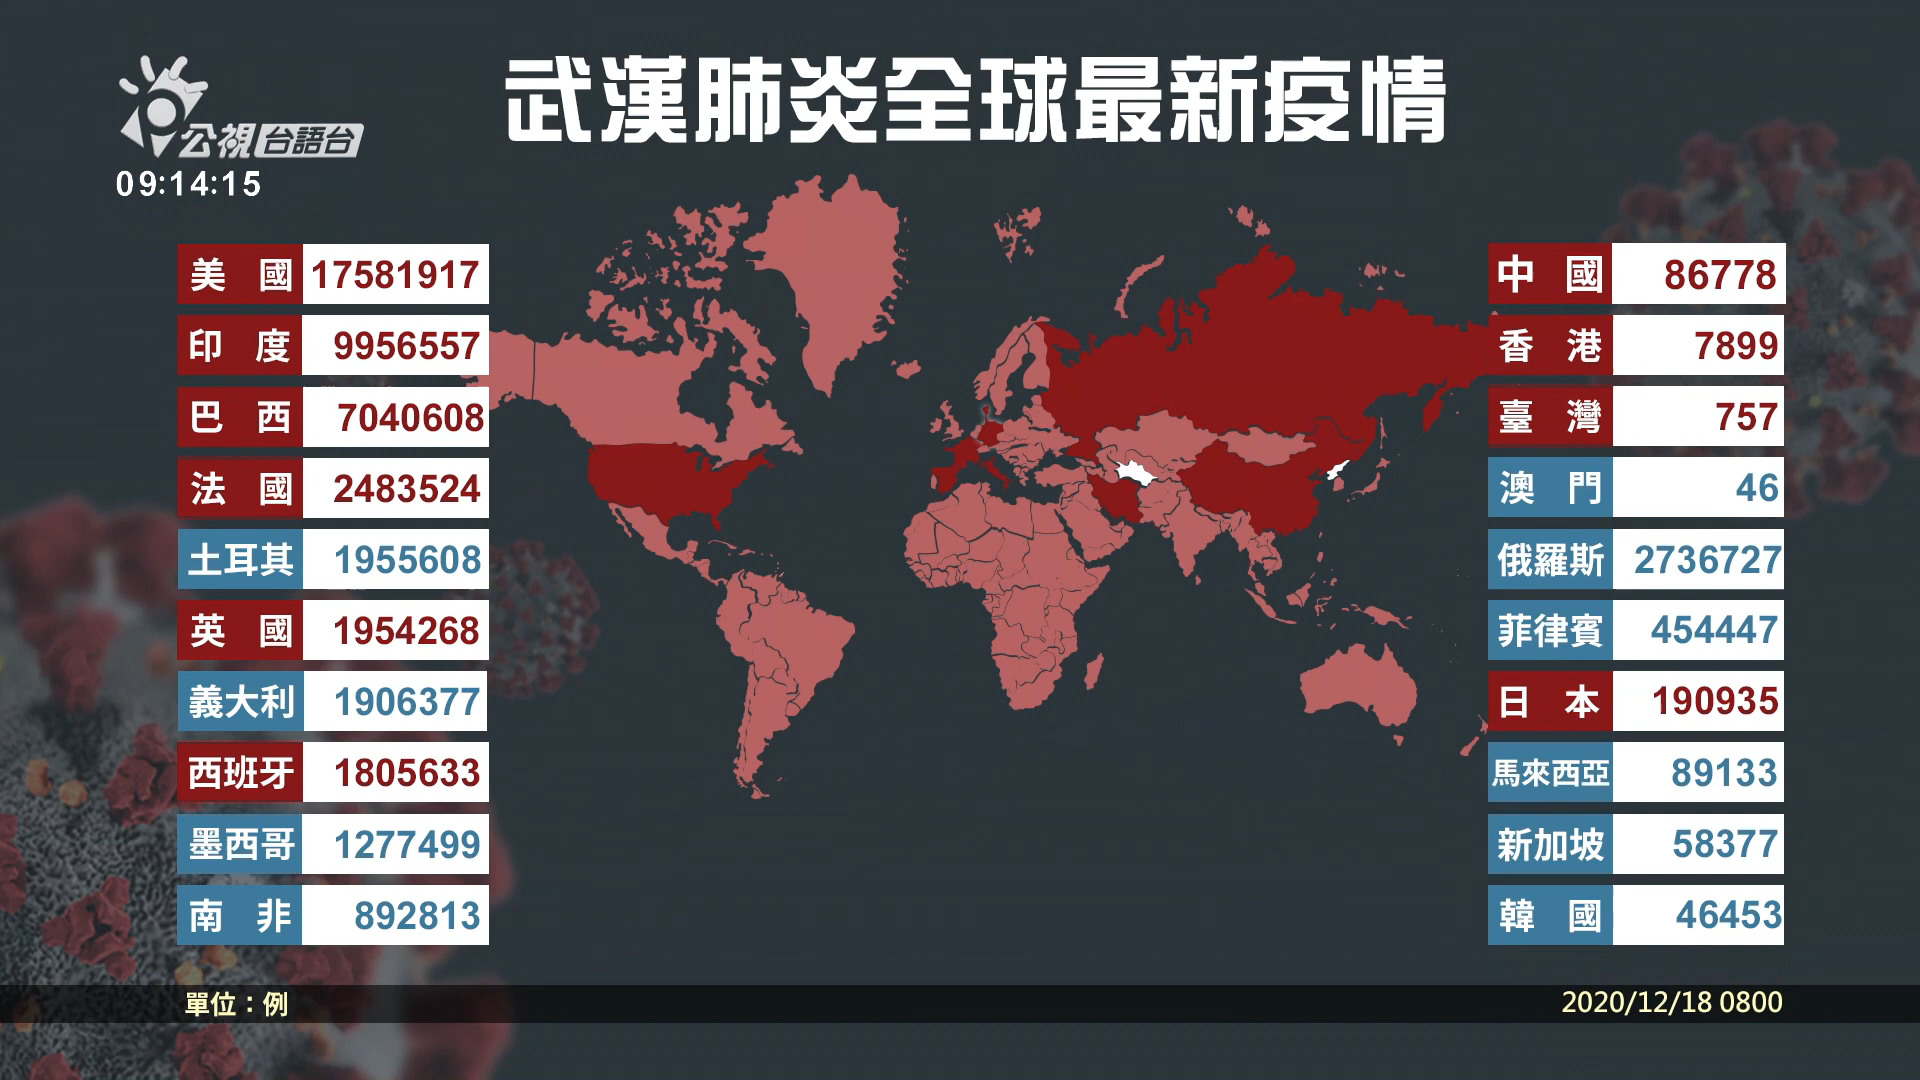 武漢肺炎全球最新疫情
公視台語台
09:14:15
美國 17581917
印度 9956557
巴西 7040608
法國 2483524
土耳其 1955608
英國 1954268
義大利 1906377
西班牙 1805633
墨西哥 1277499
南非 892813
中國 86778
香港 7899
臺灣 757
澳門 46
俄羅斯 2736727
菲律賓 454447
日本 190935
馬來西亞 89133
新加坡 58377
韓國 46453
單位：例
2020/12/18 0800